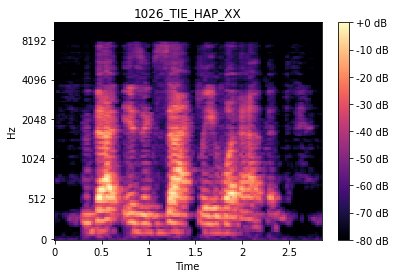 1026_TIE_HAP_XX
+0 dB
8192
-10 dB
4096
-20 dB
-30 dB
2048
Hz
-40 dB
1024
-50 dB
512
-60 dB
-70 dB
0
-80 dB
0 0.5 1 1.5 2 2.5
Time